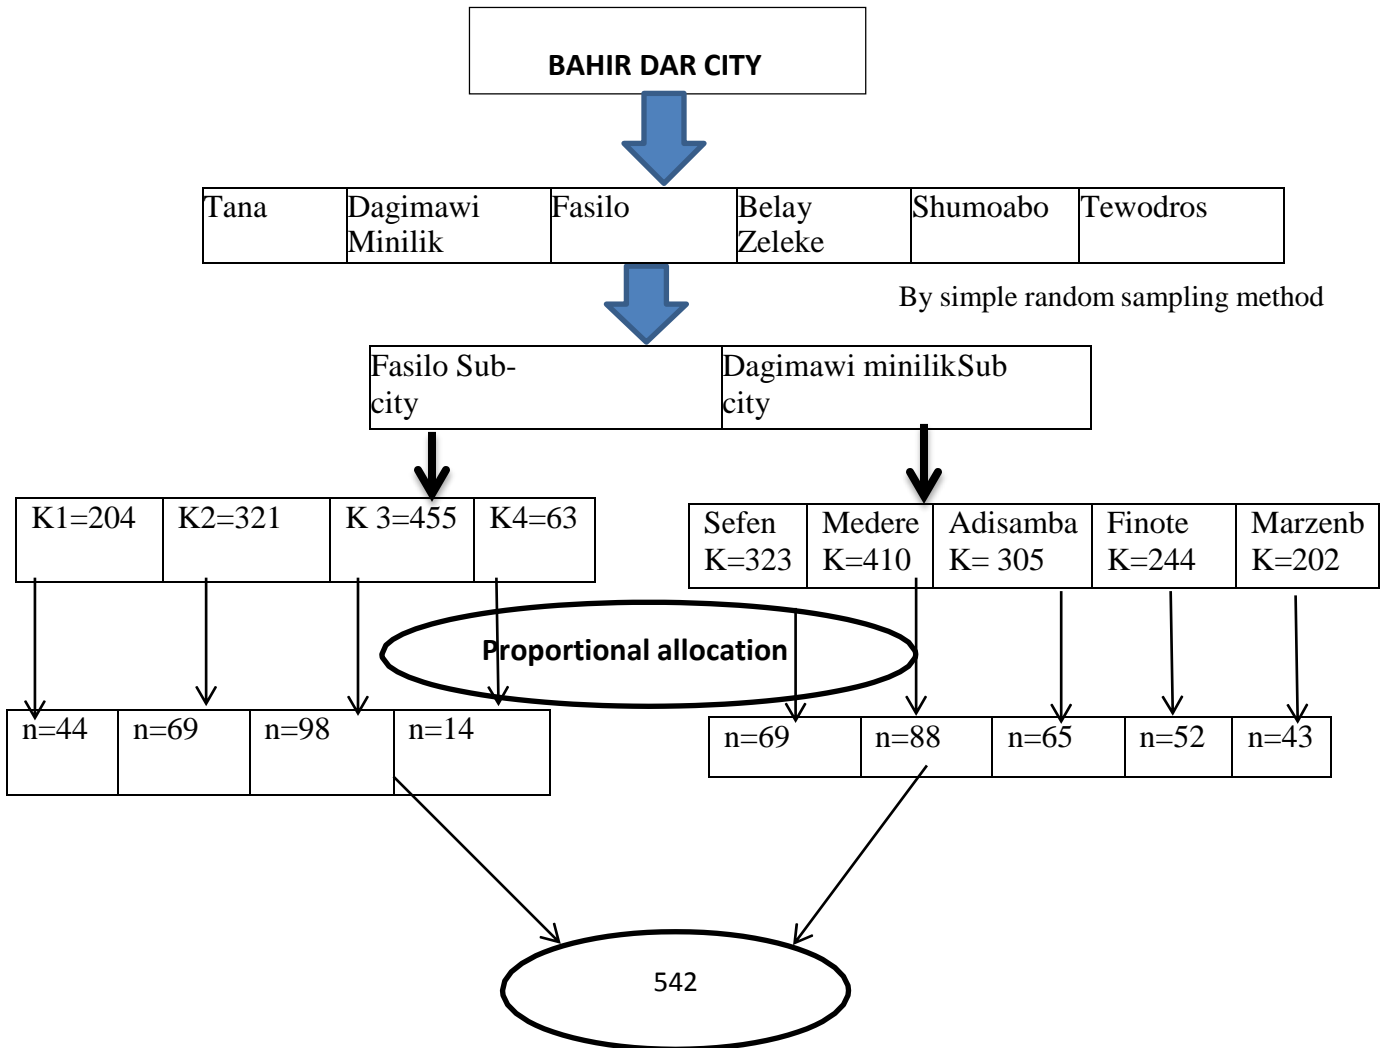 BAHIR DAR CITY
Tana
Dagimawi
Minilik
Fasilo
Belay
Zeleke
Shumoabo
Tewodros
By simple random sampling method
Fasilo Sub-
city
Dagimawi minilikSub
city
K1=204
K2=321
K 3=455
K4=63
Sefen
K=323
Medere
K=410
Adisamba
K= 305
Finote
K=244
Marzenb
K=202
Proportional allocation
n=44
n=69
n=98
n=14
n=69
n=88
n=65
n=52
n=43
542